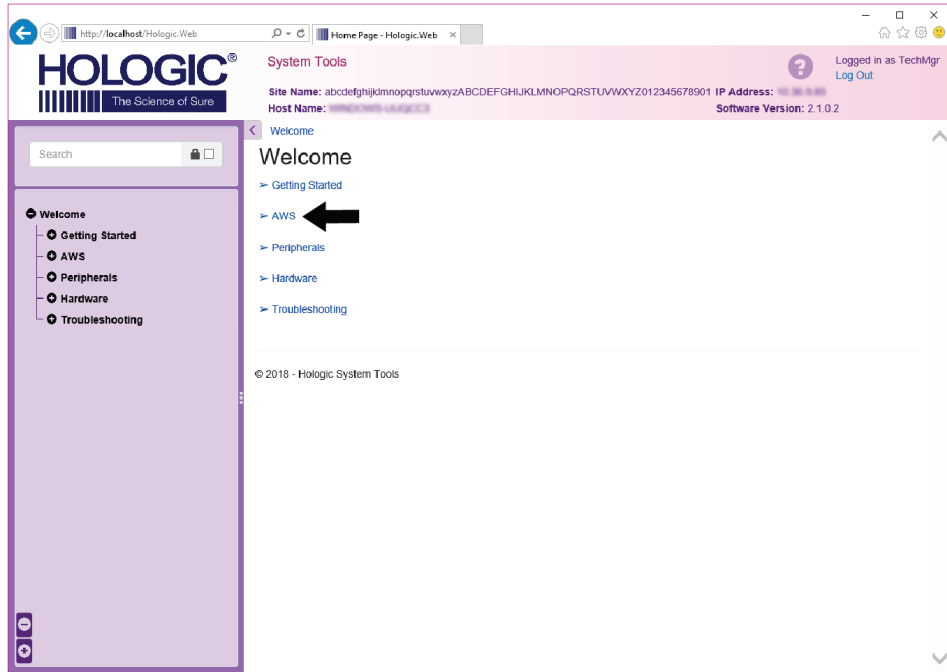 http://localhost/Hologic.Web
Home Page - Hologic.Web
HOLOGIC®
The Science of Sure
System Tools
Site Name: abcdefghijklmnopqrstuvwxyzABCDEFGHIJKLMNOPQRSTUVWXYZ012345678901 IP Address:
Host Name:
Software Version: 2.1.0.2
Logged in as TechMgr
Log Out
Search
Welcome
Getting Started
AWS
Peripherals
Hardware
Troubleshooting
Welcome
Welcome
➢ Getting Started
➢ AWS
➢ Peripherals
➢ Hardware
➢ Troubleshooting
© 2018 - Hologic System Tools